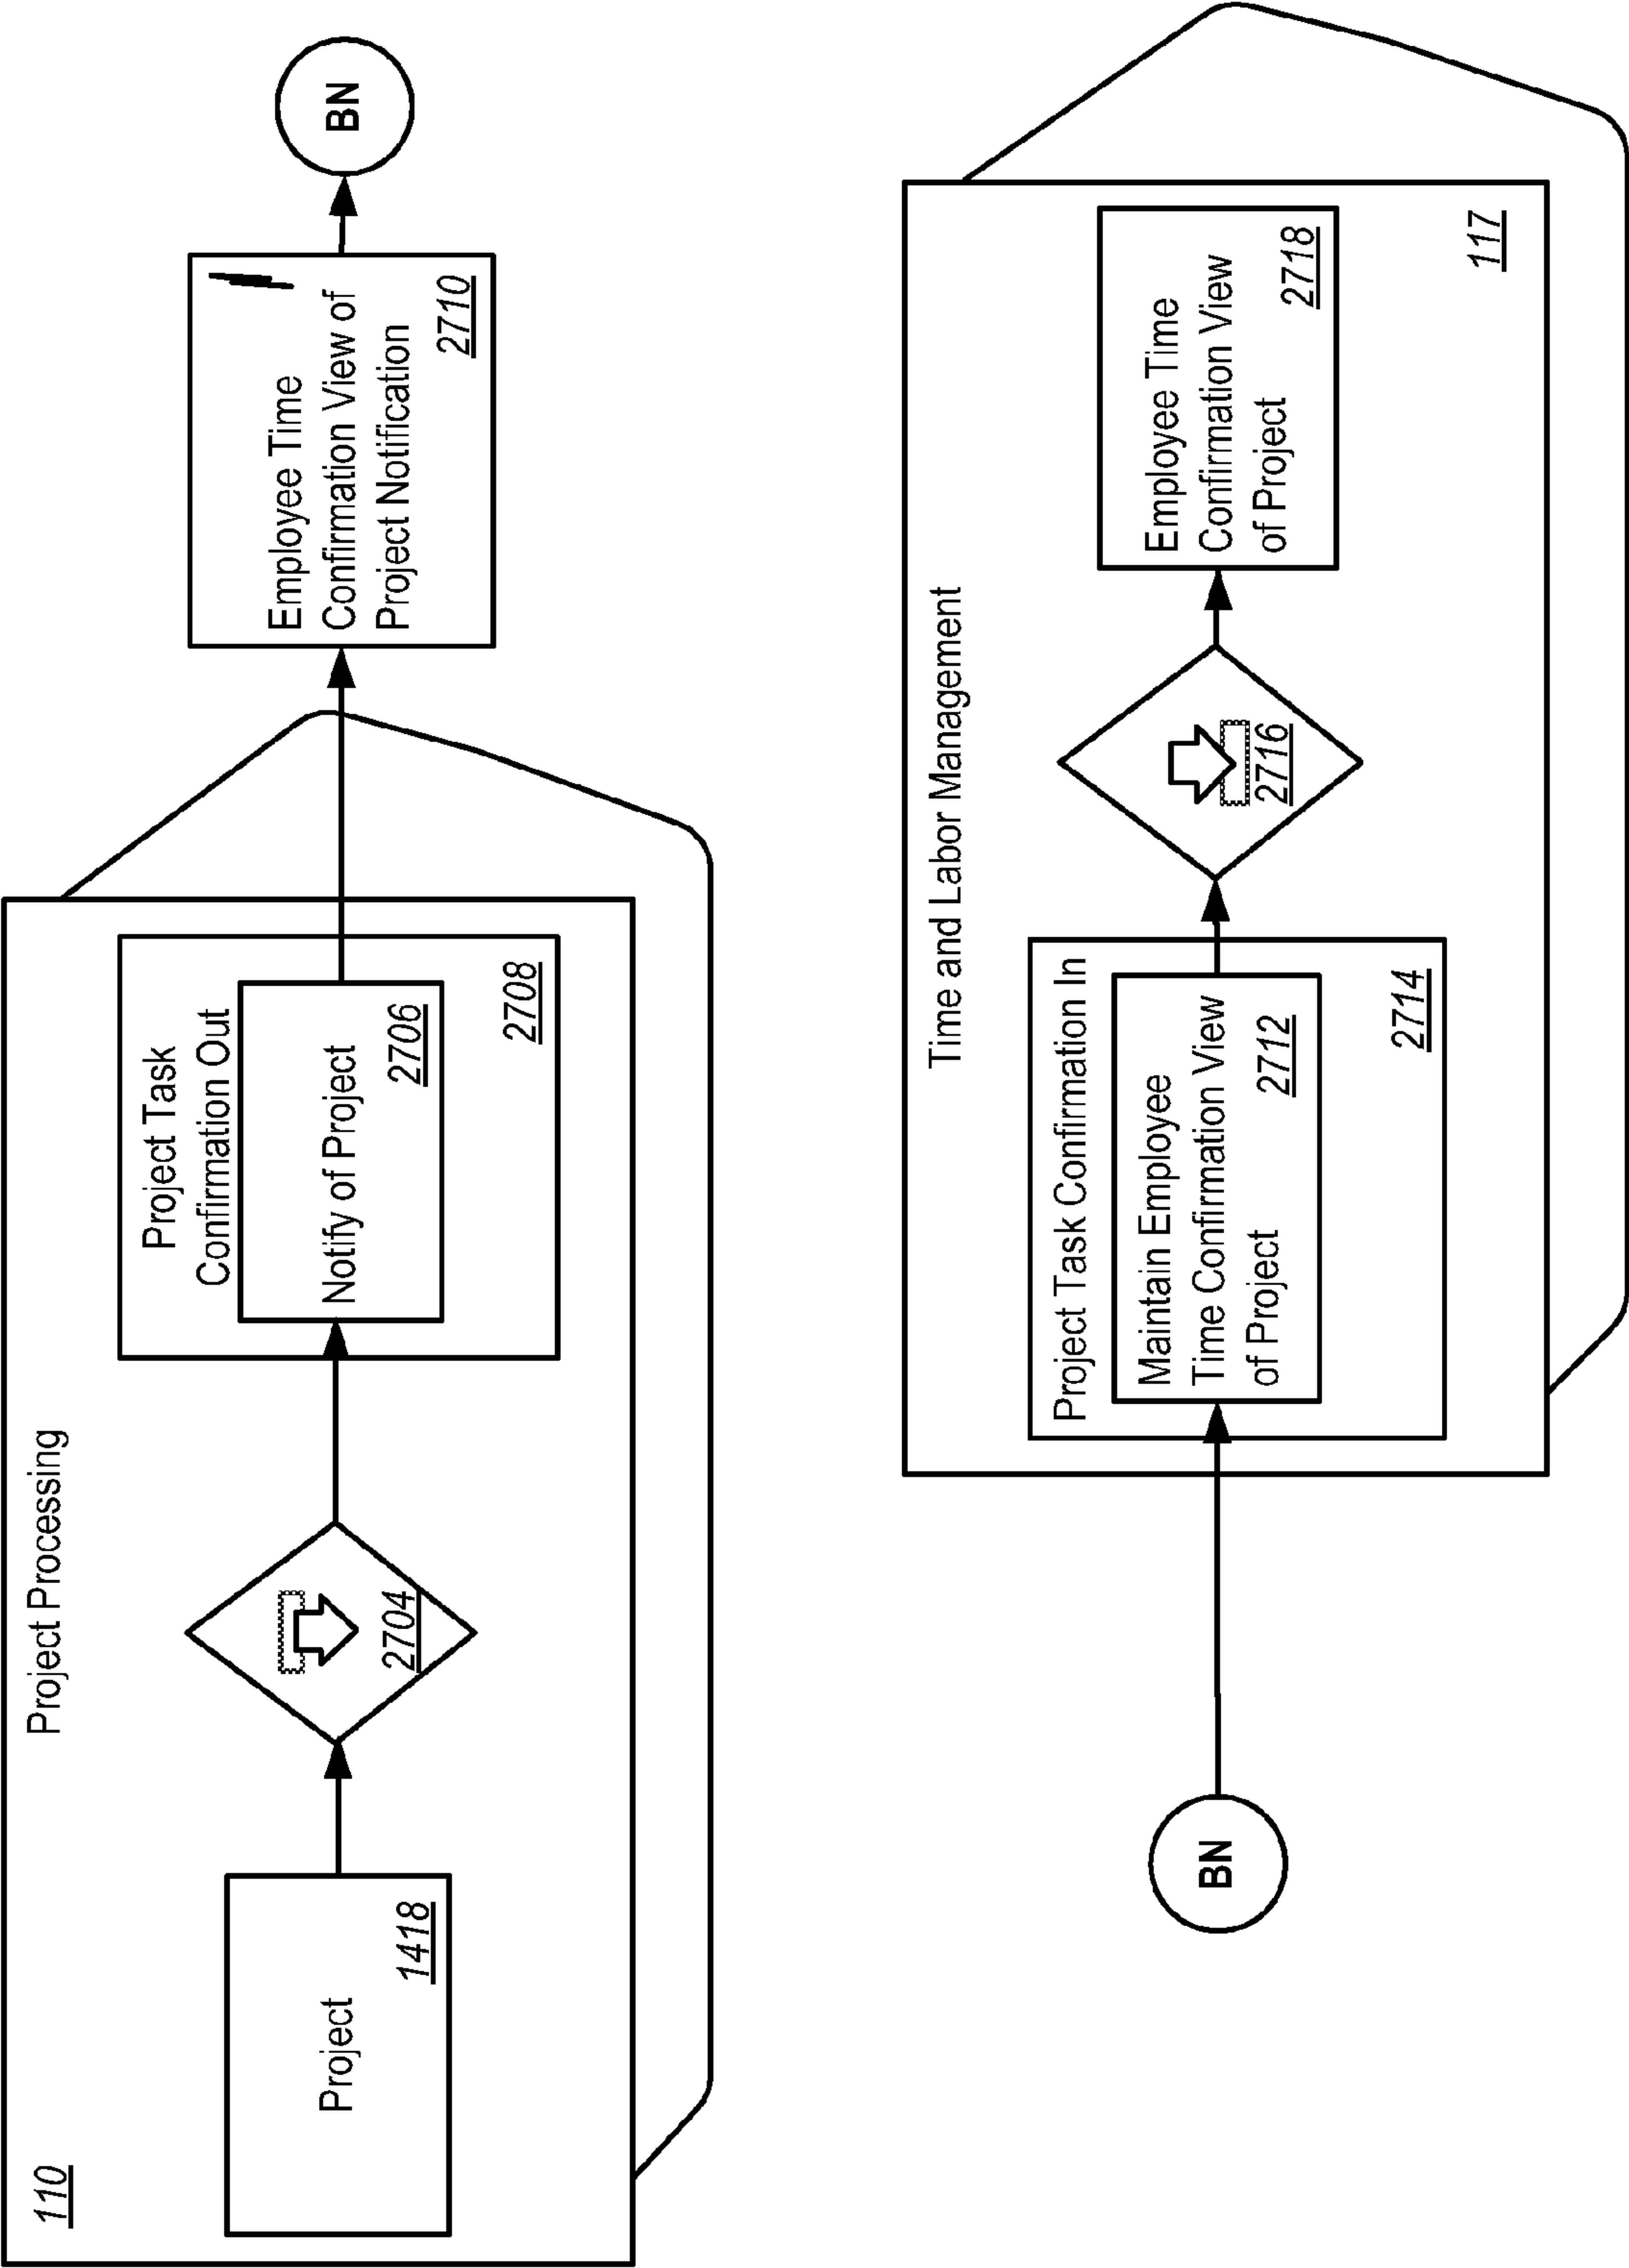 110
Project Processing
Project
1418
2704
Project Task
Confirmation Out
Notify of Project
2706
2708
Employee Time
Confirmation View of
Project Notification
2710
BN
BN
Time and Labor Management
Project Task Confirmation In
Maintain Employee
Time Confirmation View
of Project
2712
2714
2716
Employee Time
Confirmation View
of Project
2718
117